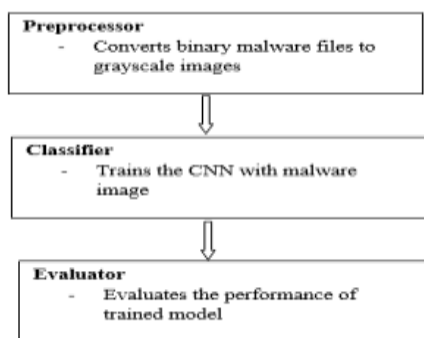 Preprocessor
- Converts binary malware files to
grayscale images
Classifier
- Trains the CNN with malware
image
Evaluator
- Evaluates the performance of
trained model